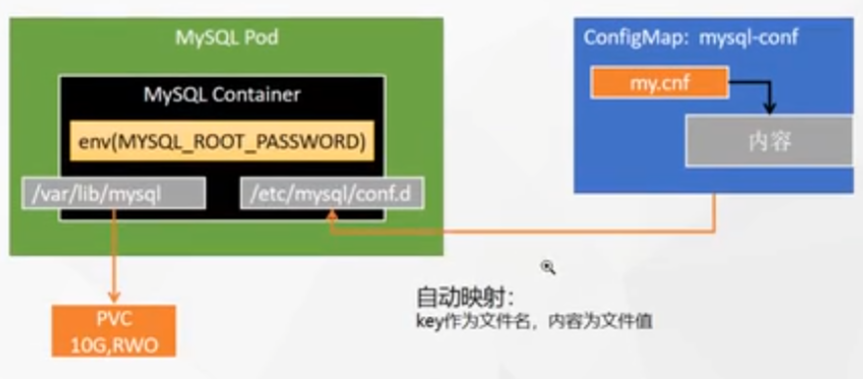 MySQL Pod
MySQL Container
env(MYSQL_ROOT_PASSWORD)
/var/lib/mysql
/etc/mysql/conf.d
PVC
10G,RWO
ConfigMap: mysql-conf
my.cnf
内容
自动映射：
key作为文件名，内容为文件值